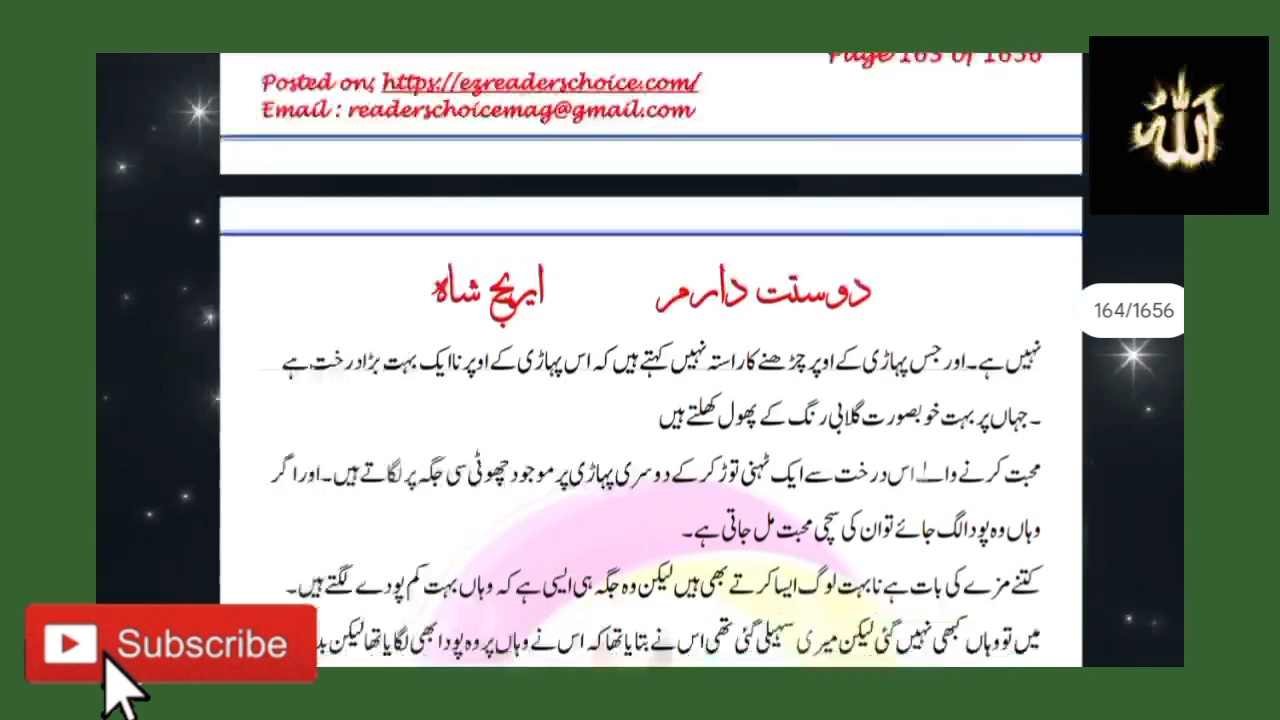 Page 163 of 1656
Posted on; https://ezreaderschoice.com/
Email : readerschoicemag@gmail.com
اللہ
دوستت دارم ایریج شاہ
164/1656
نہیں ہے۔ اور جس پہاڑی کے اوپر چڑھنے کا راستہ نہیں کہتے ہیں کہ اس پہاڑی کے اوپر نا ایک بہت بڑا درخت ہے
۔ جہاں پر بہت خوبصورت گلابی رنگ کے پھول کھلتے ہیں
محبت کرنے والے اس درخت سے ایک ٹہنی توڑ کر کے دوسری پہاڑی پر موجود چھوٹی سی جگہ پر لگاتے ہیں۔ اور اگر
وہاں وہ پودا لگ جائے تو ان کی سچی محبت مل جاتی ہے۔
کتنے مزے کی بات ہے نا بہت لوگ ایسا کرتے بھی ہیں لیکن وہ جگہ ہی ایسی ہے کہ وہاں بہت کم پودے لگتے ہیں۔
میں تو وہاں کبھی نہیں گئی لیکن میری سہیلی گئی تھی اس نے بتایا تھا کہ اس نے وہاں پر وہ پودا بھی لگایا تھا لیکن
Subscribe